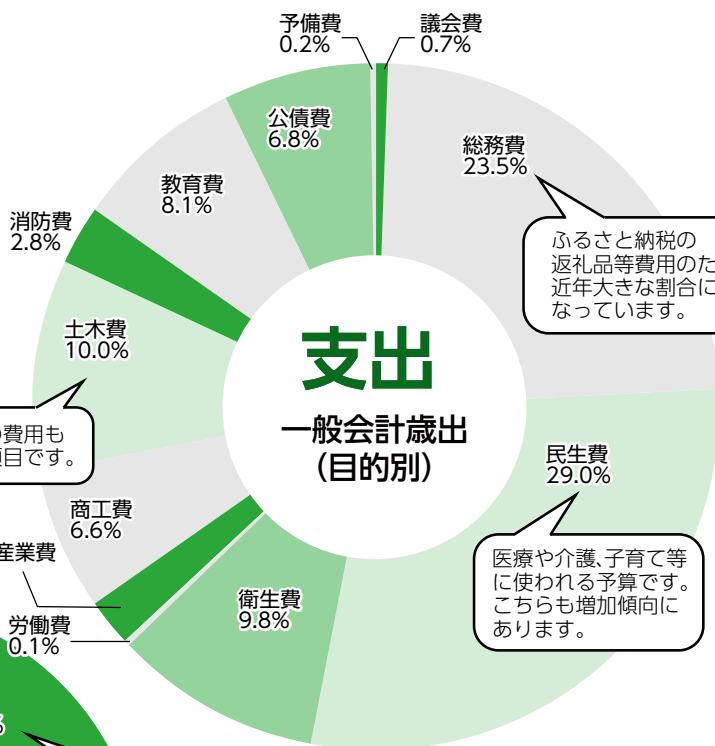 予備費
0.2%
議会費
0.7%
公債費
6.8%
総務費
23.5%
教育費
8.1%
消防費
2.8%
ふるさと納税の
返礼品等費用のた
近年大きな割合に
なっています。
土木費
10.0%
支出
一般会計歳出
(目的別)
費用も
項目です。
民生費
29.0%
商工費
6.6%
医療や介護、子育て等
に使われる予算です。
こちらも増加傾向に
あります。
産業費
衛生費
9.8%
労働費
0.1%
%